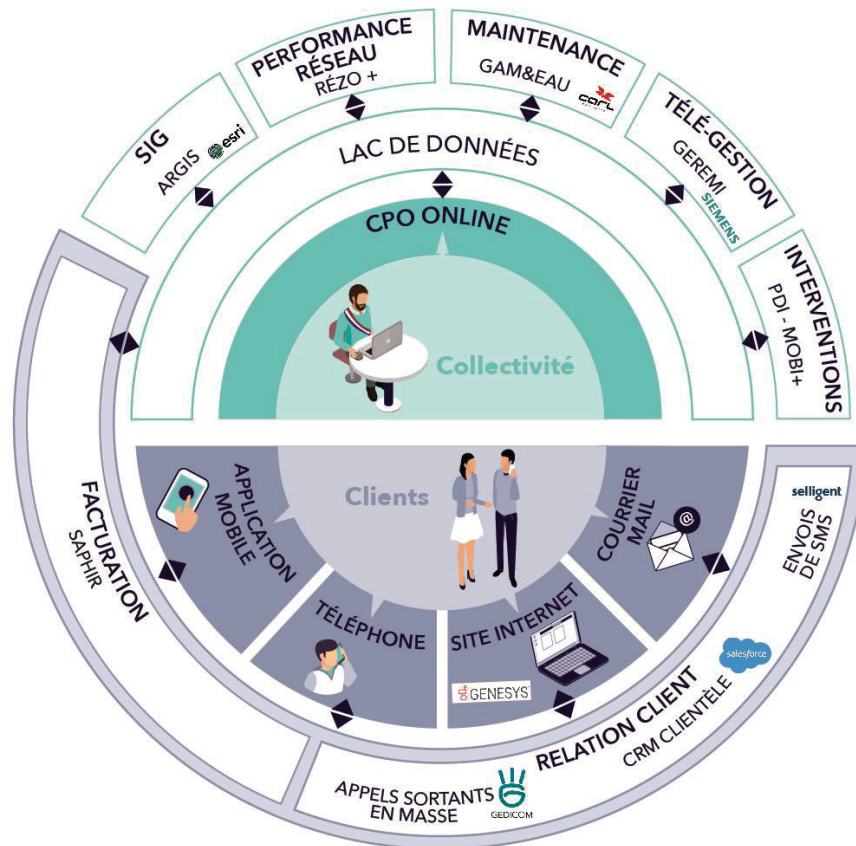 SIG
ARGIS
esri
PERFORMANCE
RÉSEAU
RÉZO +
MAINTENANCE
GAM&EAU
CARL
TÉLÉ-GESTION
GEREMI
SIEMENS
INTERVENTIONS
PDI - MOBI+
LAC DE DONNÉES
CPO ONLINE
Collectivité
Clients
APPLICATION
MOBILE
TÉLÉPHONE
SITE INTERNET
GENESYS
COURRIER
MAIL
@
FACTURATION
SAPHIR
selligent
ENVOIS
DE SMS
salesforce
RELATION CLIENT
CRM CLIENTÈLE
APPELS SORTANTS
EN MASSE
GEDICOM